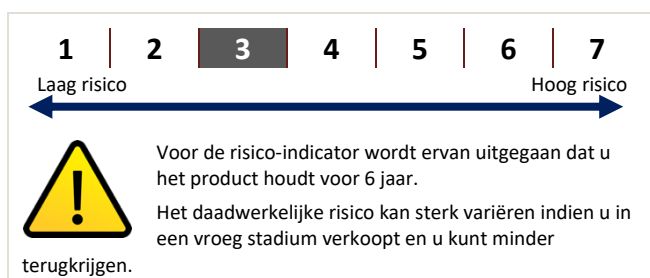 1 2 3 4 5 6 7
Laag risico Hoog risico
Voor de risico-indicator wordt ervan uitgegaan dat u
het product houdt voor 6 jaar.
Het daadwerkelijke risico kan sterk variëren indien u in
een vroeg stadium verkoopt en u kunt minder
terugkrijgen.